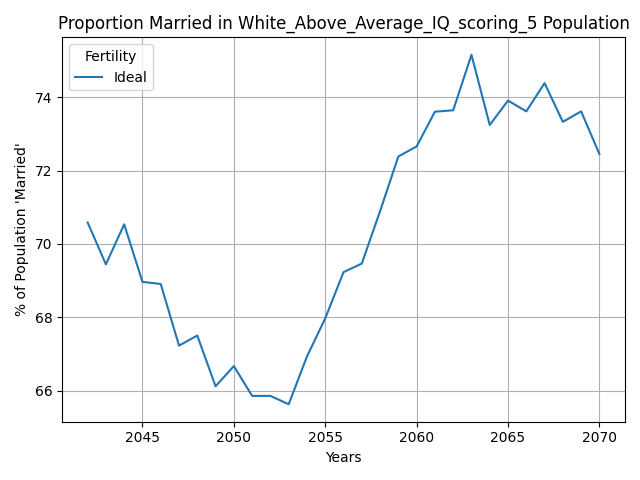 Proportion Married in White_Above_Average_IQ_scoring_5 Population
Fertility
Ideal
% of Population 'Married'
74
72
70
68
66
2045 2050 2055 2060 2065 2070
Years